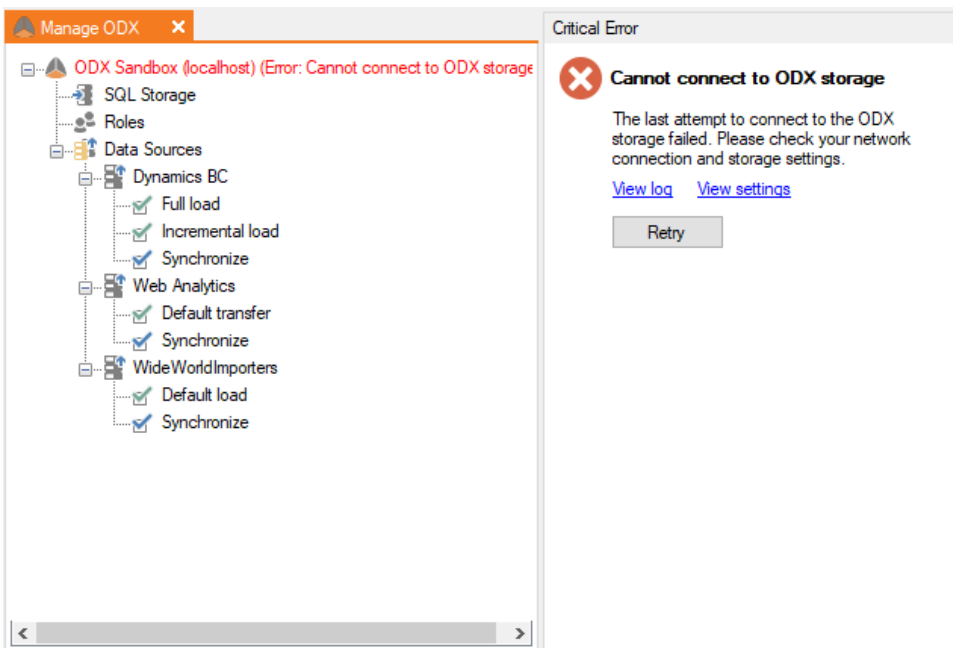 Manage ODX
ODX Sandbox (localhost) (Error: Cannot connect to ODX storage
SQL Storage
Roles
Data Sources
Dynamics BC
Full load
Incremental load
Synchronize
Web Analytics
Default transfer
Synchronize
WideWorldImporters
Default load
Synchronize
Critical Error
Cannot connect to ODX storage
The last attempt to connect to the ODX
storage failed. Please check your network
connection and storage settings.
View log View settings
Retry